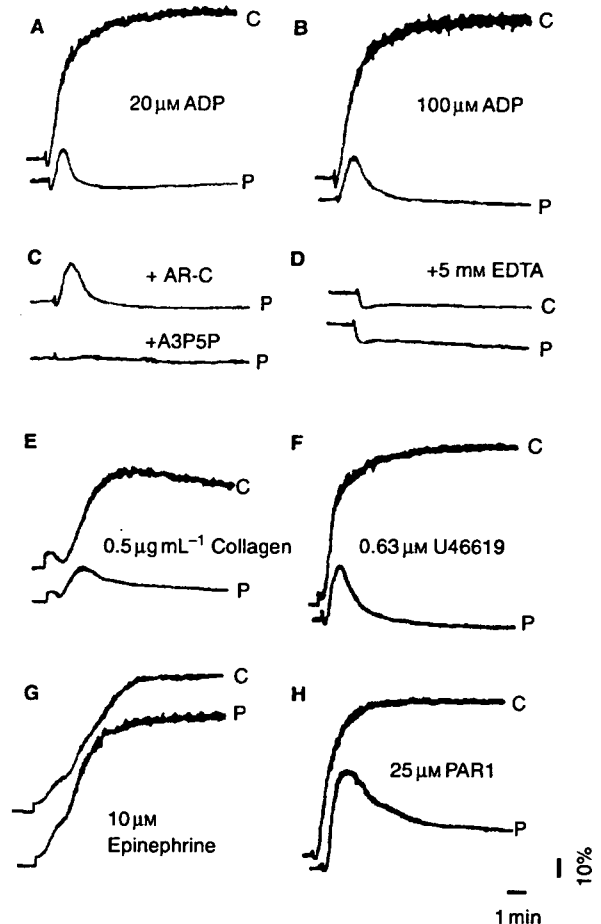 A
C
20 µM ADP
P
B
C
100 µM ADP
P
C
+ AR-C
P
+A3P5P
P
D
+5 mM EDTA
C
P
E
C
0.5 µg mL⁻¹ Collagen
P
F
C
0.63 µM U46619
P
G
C
P
10 µM
Epinephrine
H
C
25 µM PAR1
P
10%
1 min